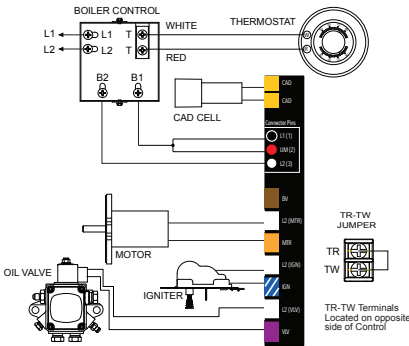 BOILER CONTROL
WHITE
THERMOSTAT
L1 L1 T
L2 L2 T
RED
B2 B1
CAD CELL
CAD
CAD
Connector Pins
L1 (1)
LIM (2)
L2 (3)
BV
L2 (MTR)
MTR
MOTOR
L2 (IGN)
IGN
IGNITER
OIL VALVE
L2 (VLV)
VLV
TR-TW
JUMPER
TR
TW
TR-TW Terminals
Located on opposite
side of Control